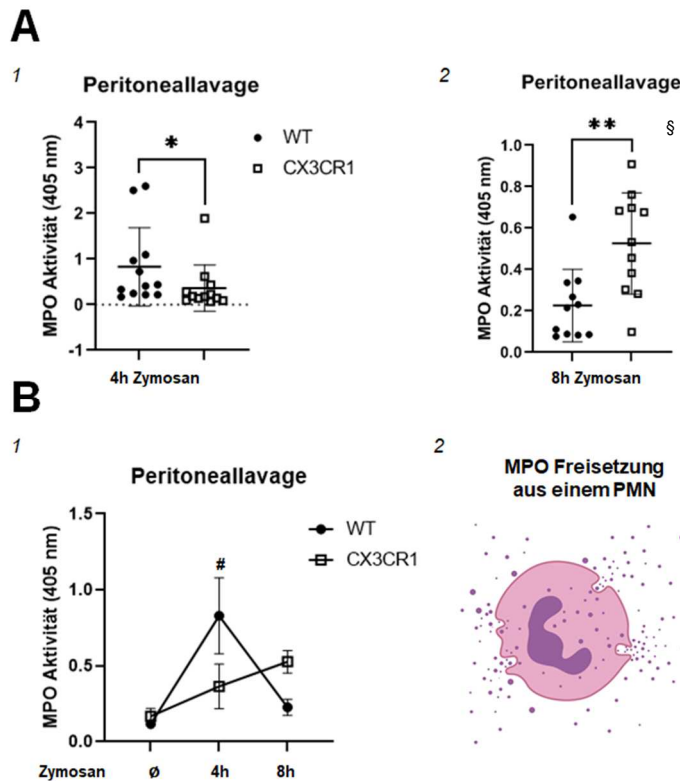 A
1
Peritoneallavage
MPO Aktivität (405 nm)
4
3
2
1
0
-1
*
WT
CX3CR1
4h Zymosan
2
Peritoneallavage
MPO Aktivität (405 nm)
1.0
0.8
0.6
0.4
0.2
0.0
**
§
8h Zymosan
B
1
Peritoneallavage
MPO Aktivität (405 nm)
1.5
1.0
0.5
0.0
#
WT
CX3CR1
Zymosan ø 4h 8h
2
MPO Freisetzung
aus einem PMN